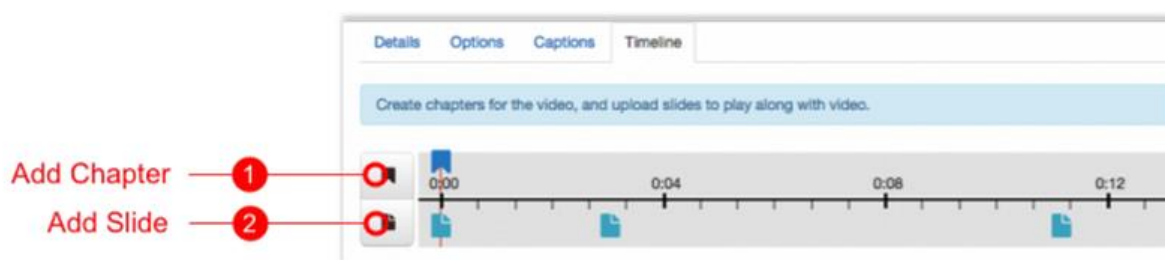 Details Options Captions Timeline
Create chapters for the video, and upload slides to play along with video.
Add Chapter 1
0:00 0:04 0:08 0:12
Add Slide 2